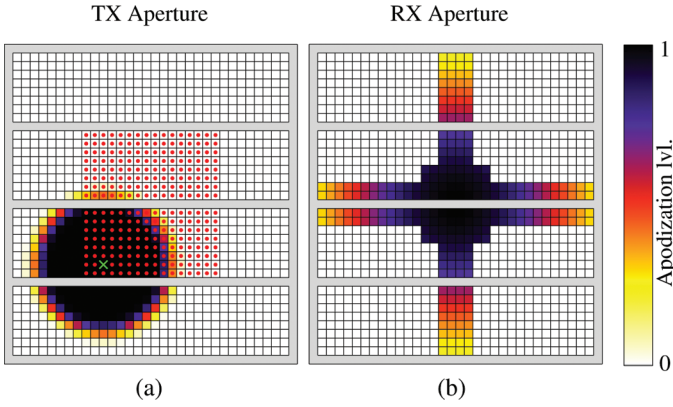 TX Aperture
RX Aperture
1
Apodization lvl.
0
(a)
(b)